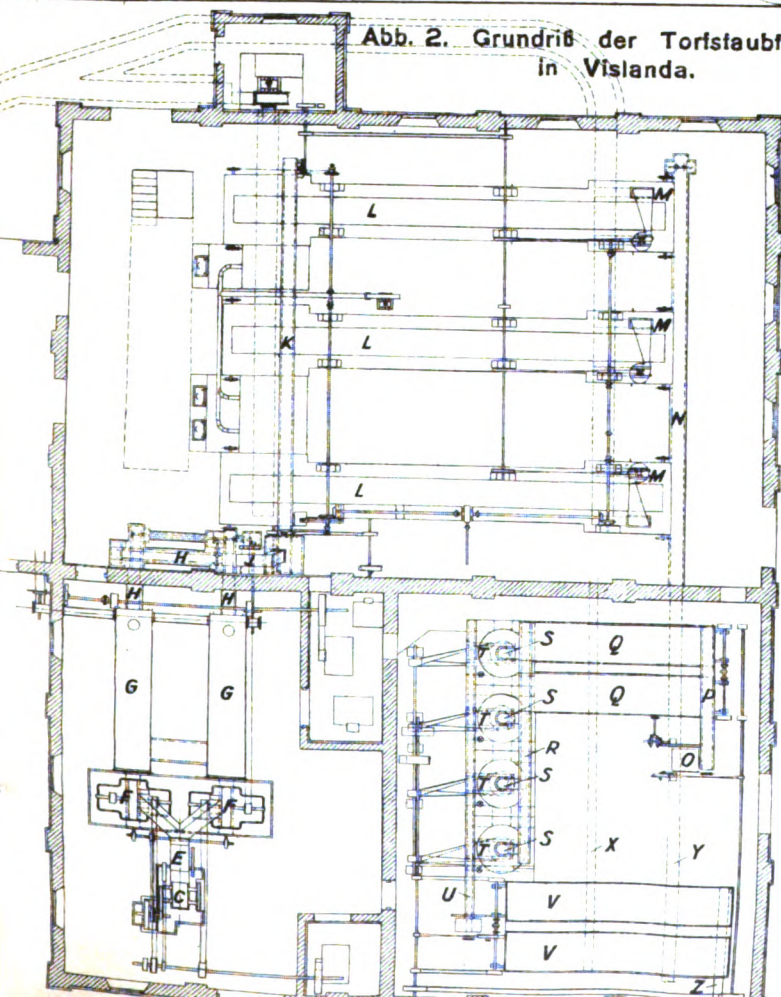 Abb. 2. Grundriß der Torfstaubf
in Vislanda.
L M
K L M
N
L M
H J
H H
G G
T S Q
T S Q P
R O
F F T S
E T S X Y
C
U V
V
Z